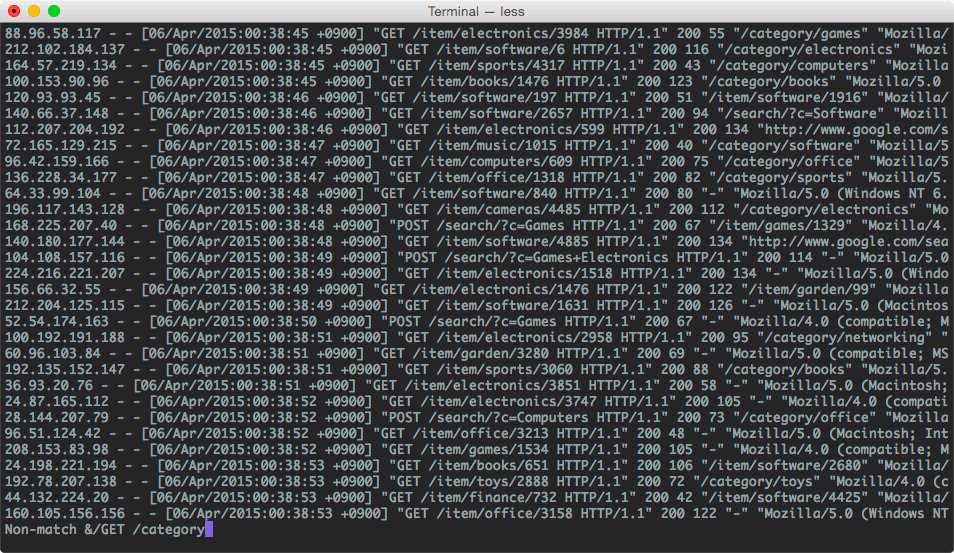 Terminal — less
88.96.58.117 - - [06/Apr/2015:00:38:45 +0900] "GET /item/electronics/3984 HTTP/1.1" 200 55 "/category/games" "Mozilla/
212.102.184.137 - - [06/Apr/2015:00:38:45 +0900] "GET /item/software/6 HTTP/1.1" 200 116 "/category/electronics" "Mozi
164.57.219.134 - - [06/Apr/2015:00:38:45 +0900] "GET /item/sports/4317 HTTP/1.1" 200 43 "/category/computers" "Mozilla
100.153.90.96 - - [06/Apr/2015:00:38:46 +0900] "GET /item/books/1476 HTTP/1.1" 200 123 "/category/books" "Mozilla/5.0
120.93.93.45 - - [06/Apr/2015:00:38:46 +0900] "GET /item/software/197 HTTP/1.1" 200 51 "/item/software/1916" "Mozilla/
140.66.37.148 - - [06/Apr/2015:00:38:46 +0900] "GET /item/software/2657 HTTP/1.1" 200 94 "/search/?c=Software" "Mozill
112.207.204.192 - - [06/Apr/2015:00:38:46 +0900] "GET /item/electronics/599 HTTP/1.1" 200 134 "http://www.google.com/s
72.165.129.215 - - [06/Apr/2015:00:38:47 +0900] "GET /item/music/1015 HTTP/1.1" 200 40 "/category/software" "Mozilla/5
96.42.159.166 - - [06/Apr/2015:00:38:47 +0900] "GET /item/computers/609 HTTP/1.1" 200 75 "/category/office" "Mozilla/5
136.228.34.177 - - [06/Apr/2015:00:38:47 +0900] "GET /item/office/1318 HTTP/1.1" 200 82 "/category/sports" "Mozilla/5.
64.33.99.104 - - [06/Apr/2015:00:38:48 +0900] "GET /item/software/840 HTTP/1.1" 200 80 "-" "Mozilla/5.0 (Windows NT 6.
196.117.143.128 - - [06/Apr/2015:00:38:48 +0900] "GET /item/cameras/4485 HTTP/1.1" 200 112 "/category/electronics" "Mo
168.225.207.40 - - [06/Apr/2015:00:38:48 +0900] "POST /search/?c=Games HTTP/1.1" 200 67 "/item/games/1329" "Mozilla/4.
140.180.177.144 - - [06/Apr/2015:00:38:48 +0900] "GET /item/software/4885 HTTP/1.1" 200 134 "http://www.google.com/sea
104.108.157.116 - - [06/Apr/2015:00:38:49 +0900] "POST /search/?c=Games+Electronics HTTP/1.1" 200 114 "-" "Mozilla/5.0
224.216.221.207 - - [06/Apr/2015:00:38:49 +0900] "GET /item/electronics/1518 HTTP/1.1" 200 134 "-" "Mozilla/5.0 (Windo
156.66.32.55 - - [06/Apr/2015:00:38:49 +0900] "GET /item/electronics/1476 HTTP/1.1" 200 122 "/item/garden/99" "Mozilla
212.204.125.115 - - [06/Apr/2015:00:38:49 +0900] "GET /item/software/1631 HTTP/1.1" 200 126 "-" "Mozilla/5.0 (Macintos
52.54.174.163 - - [06/Apr/2015:00:38:50 +0900] "POST /search/?c=Games HTTP/1.1" 200 67 "-" "Mozilla/4.0 (compatible; M
100.192.191.188 - - [06/Apr/2015:00:38:51 +0900] "GET /item/electronics/2958 HTTP/1.1" 200 95 "/category/networking" "
60.96.103.84 - - [06/Apr/2015:00:38:51 +0900] "GET /item/garden/3280 HTTP/1.1" 200 69 "-" "Mozilla/5.0 (compatible; MS
192.135.152.147 - - [06/Apr/2015:00:38:51 +0900] "GET /item/sports/3060 HTTP/1.1" 200 88 "/category/books" "Mozilla/5.
36.93.20.76 - - [06/Apr/2015:00:38:51 +0900] "GET /item/electronics/3851 HTTP/1.1" 200 58 "-" "Mozilla/5.0 (Macintosh;
24.87.165.112 - - [06/Apr/2015:00:38:52 +0900] "GET /item/electronics/3747 HTTP/1.1" 200 105 "-" "Mozilla/4.0 (compati
28.144.207.79 - - [06/Apr/2015:00:38:52 +0900] "POST /search/?c=Computers HTTP/1.1" 200 73 "/category/office" "Mozilla
96.51.124.42 - - [06/Apr/2015:00:38:52 +0900] "GET /item/office/3213 HTTP/1.1" 200 48 "-" "Mozilla/5.0 (Macintosh; Int
208.153.83.98 - - [06/Apr/2015:00:38:52 +0900] "GET /item/games/1534 HTTP/1.1" 200 105 "-" "Mozilla/4.0 (compatible; M
24.198.221.194 - - [06/Apr/2015:00:38:53 +0900] "GET /item/books/651 HTTP/1.1" 200 106 "/item/software/2680" "Mozilla/
192.78.207.138 - - [06/Apr/2015:00:38:53 +0900] "GET /item/toys/2888 HTTP/1.1" 200 72 "/category/toys" "Mozilla/4.0 (c
44.132.224.20 - - [06/Apr/2015:00:38:53 +0900] "GET /item/finance/732 HTTP/1.1" 200 42 "/item/software/4425" "Mozilla/
160.105.156.156 - - [06/Apr/2015:00:38:53 +0900] "GET /item/office/3158 HTTP/1.1" 200 122 "-" "Mozilla/5.0 (Windows NT
Non-match &/GET /category